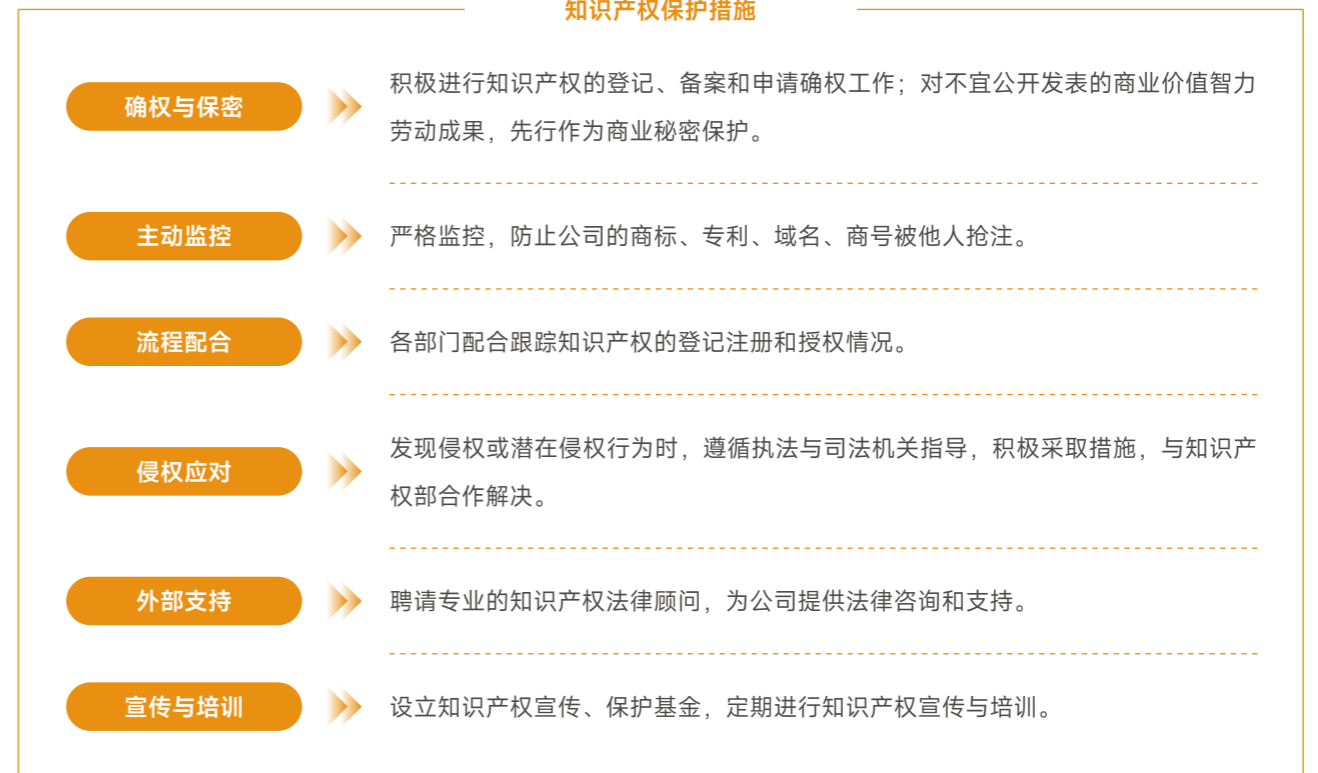 知识产权保护措施
确权与保密
积极进行知识产权的登记、备案和申请确权工作；对不宜公开发表的商业价值智力
劳动成果，先行作为商业秘密保护。
主动监控
严格监控，防止公司的商标、专利、域名、商号被他人抢注。
流程配合
各部门配合跟踪知识产权的登记注册和授权情况。
侵权应对
发现侵权或潜在侵权行为时，遵循执法与司法机关指导，积极采取措施，与知识产
权部合作解决。
外部支持
聘请专业的知识产权法律顾问，为公司提供法律咨询和支持。
宣传与培训
设立知识产权宣传、保护基金，定期进行知识产权宣传与培训。